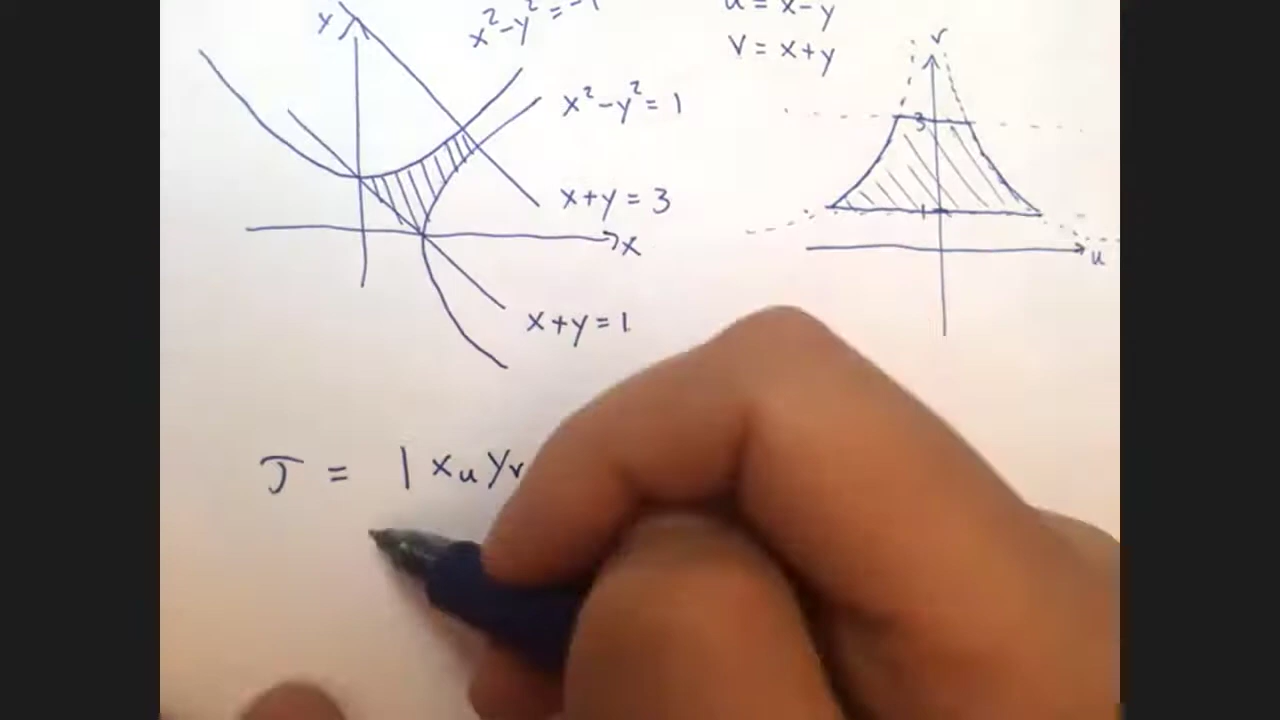 y
x²-y²=-1
u = x-y
v = x+y
v
x²-y²= 1
3
x+y = 3
1
x
u
x+y = 1
J = | xᵤ yᵥ